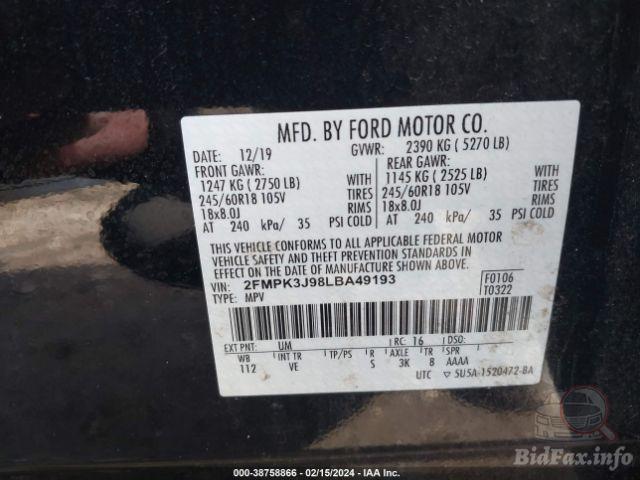 MFD. BY FORD MOTOR CO.
DATE: 12/19 GVWR: 2390 KG ( 5270 LB)
FRONT GAWR: REAR GAWR:
1247 KG ( 2750 LB) WITH 1145 KG ( 2525 LB) WITH
245/60R18 105V TIRES 245/60R18 105V TIRES
18x8.0J RIMS 18x8.0J RIMS
AT 240 kPa/ 35 PSI COLD AT 240 kPa/ 35 PSI COLD
THIS VEHICLE CONFORMS TO ALL APPLICABLE FEDERAL MOTOR
VEHICLE SAFETY AND THEFT PREVENTION STANDARDS IN
EFFECT ON THE DATE OF MANUFACTURE SHOWN ABOVE.
VIN: 2FMPK3J98LBA49193 F0106
TYPE: MPV T0322
EXT PNT: UM RC: 16 DSO:
WB INT TR TP/PS R AXLE TR SPR
112 VE S 3K 8 AAAA
UTC ▽ 5U5A-1520472-BA
000-38758866 - 02/15/2024 - IAA Inc.
BidFax.info